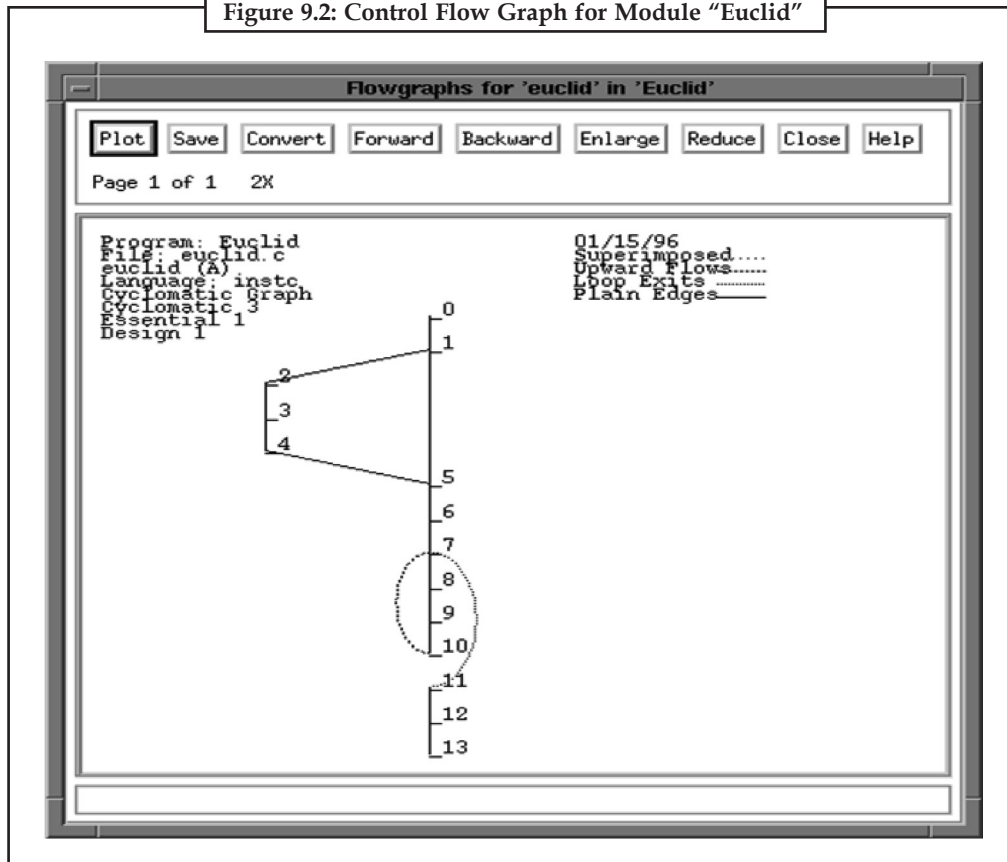 Figure 9.2: Control Flow Graph for Module “Euclid”
Flowgraphs for 'euclid' in 'Euclid'
Plot Save Convert Forward Backward Enlarge Reduce Close Help
Page 1 of 1 2X
Program: Euclid
File: euclid.c
euclid (A)
Language: instc
Cyclomatic Graph
Cyclomatic 3
Essential 1
Design 1
01/15/96
Superimposed
Upward Flows
Loop Exits
Plain Edges
0
1
2
3
4
5
6
7
8
9
10
11
12
13